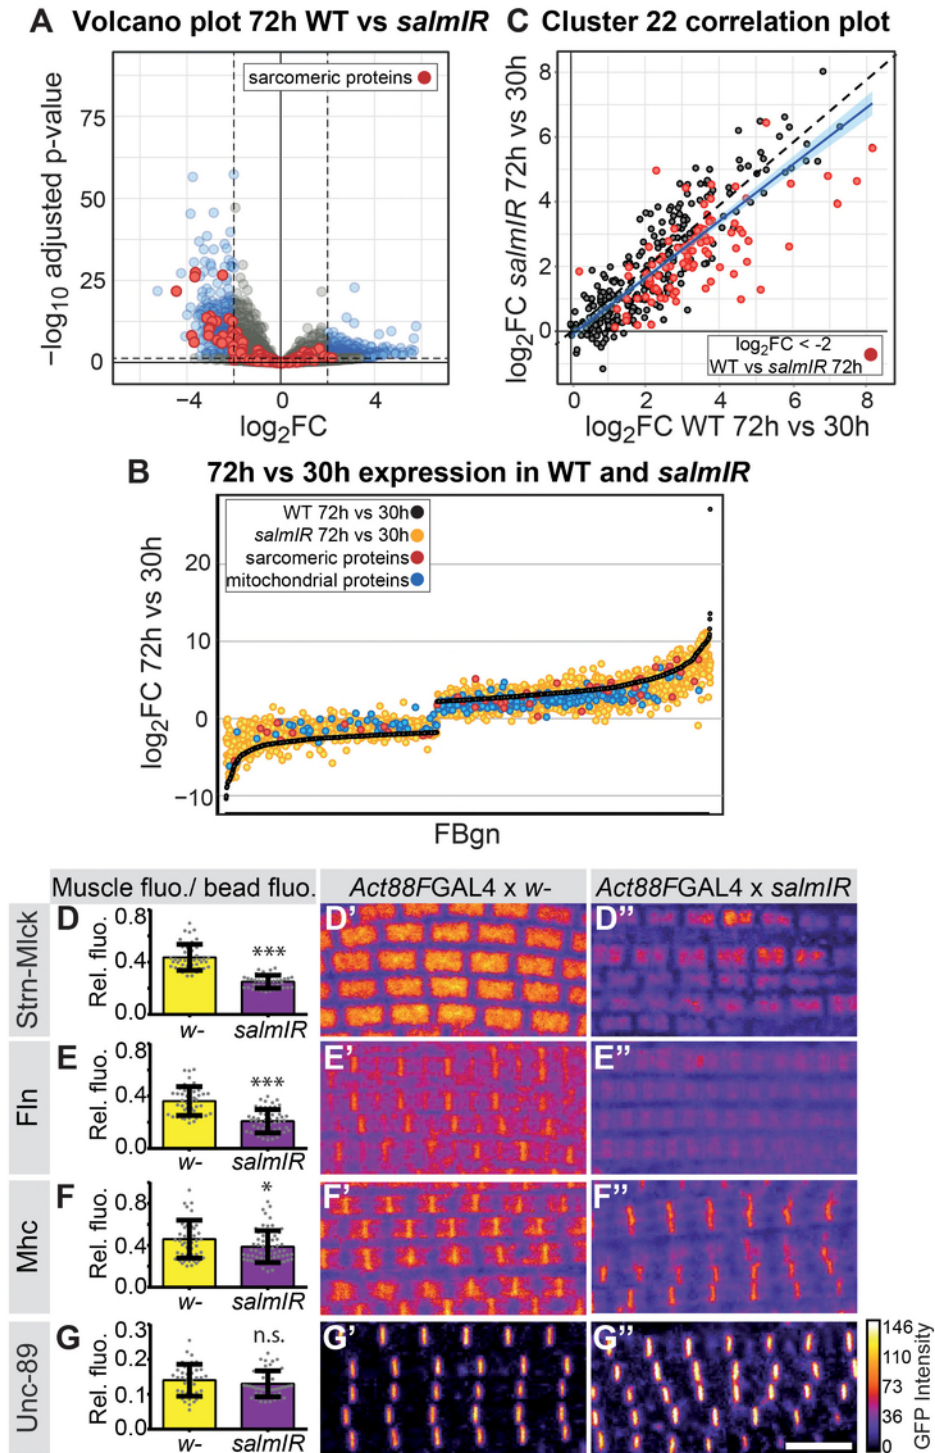 A Volcano plot 72h WT vs salmIR
C Cluster 22 correlation plot
sarcomeric proteins
−log10 adjusted p-value
75
50
25
0
−4
0
4
log2FC
log2FC salmIR 72h vs 30h
8
6
4
2
0
log2FC < -2
WT vs salmIR 72h
0
2
4
6
8
log2FC WT 72h vs 30h
B 72h vs 30h expression in WT and salmIR
WT 72h vs 30h
salmIR 72h vs 30h
sarcomeric proteins
mitochondrial proteins
log2FC 72h vs 30h
20
10
0
−10
FBgn
Muscle fluo./ bead fluo.
Act88FGAL4 x w-
Act88FGAL4 x salmIR
Strn-Mlck
D
Rel. fluo.
0.8
0.4
0.0
***
w-
salmIR
D'
D''
Fln
E
Rel. fluo.
0.8
0.4
0.0
***
w-
salmIR
E'
E''
Mhc
F
Rel. fluo.
0.8
0.4
0.0
*
w-
salmIR
F'
F''
Unc-89
G
Rel. fluo.
0.3
0.2
0.1
0.0
n.s.
w-
salmIR
G'
G''
146
110
73
36
0
GFP Intensity